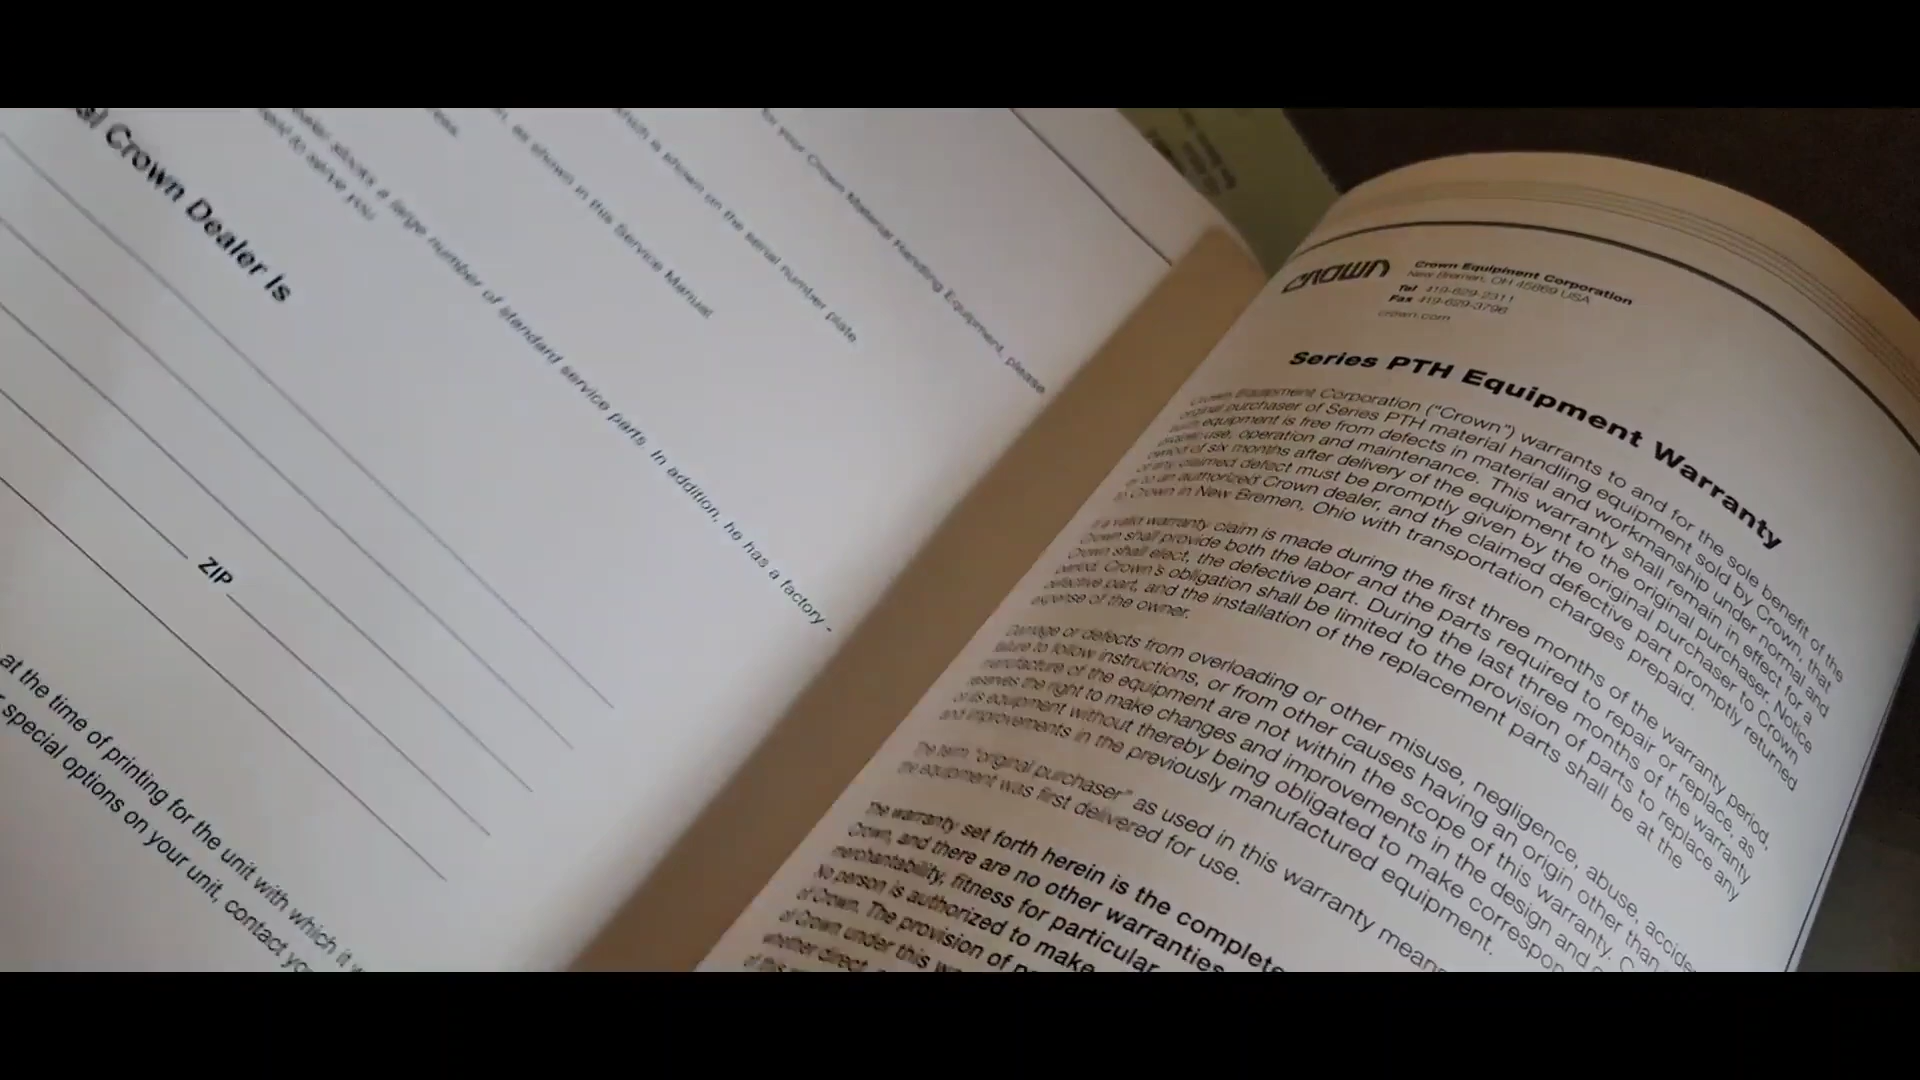 for your Crown Material Handling Equipment, please
which is shown on the serial number plate.
as shown in this Service Manual.
stocks a large number of standard service parts. In addition, he has a factory -
to serve you.
Crown Dealer Is
ZIP
at the time of printing for the unit with which it
special options on your unit, contact
crown
Crown Equipment Corporation
New Bremen, OH 45869 USA
Tel 419-629-2311
Fax 419-629-3796
crown.com
Series PTH Equipment Warranty
Crown Equipment Corporation ("Crown") warrants to and for the sole benefit of the
original purchaser of Series PTH material handling equipment sold by Crown, that
such equipment is free from defects in material and workmanship under normal and
proper use, operation and maintenance. This warranty shall remain in effect for a
period of six months after delivery of the equipment to the original purchaser. Notice
of any claimed defect must be promptly given by the original purchaser to Crown
or to an authorized Crown dealer, and the claimed defective part promptly returned
to Crown in New Bremen, Ohio with transportation charges prepaid.
If a valid warranty claim is made during the first three months of the warranty period,
Crown shall provide both the labor and the parts required to repair or replace, as
Crown shall elect, the defective part. During the last three months of the warranty
period, Crown's obligation shall be limited to the provision of parts to replace any
defective part, and the installation of the replacement parts shall be at the
expense of the owner.
Damage or defects from overloading or other misuse, negligence, abuse,
failure to follow instructions, or from other causes having an origin other than
manufacture of the equipment are not within the scope of this warranty.
reserves the right to make changes and improvements in the design and
of its equipment without thereby being obligated to make
and improvements in the previously manufactured equipment.
The term "original purchaser" as used in this warranty means
the equipment was first delivered for use.
The warranty set forth herein is the complete
Crown, and there are no other warranties
merchantability, fitness for particular
No person is authorized to make
of Crown. The provision of
of Crown under this
whether direct,
of this